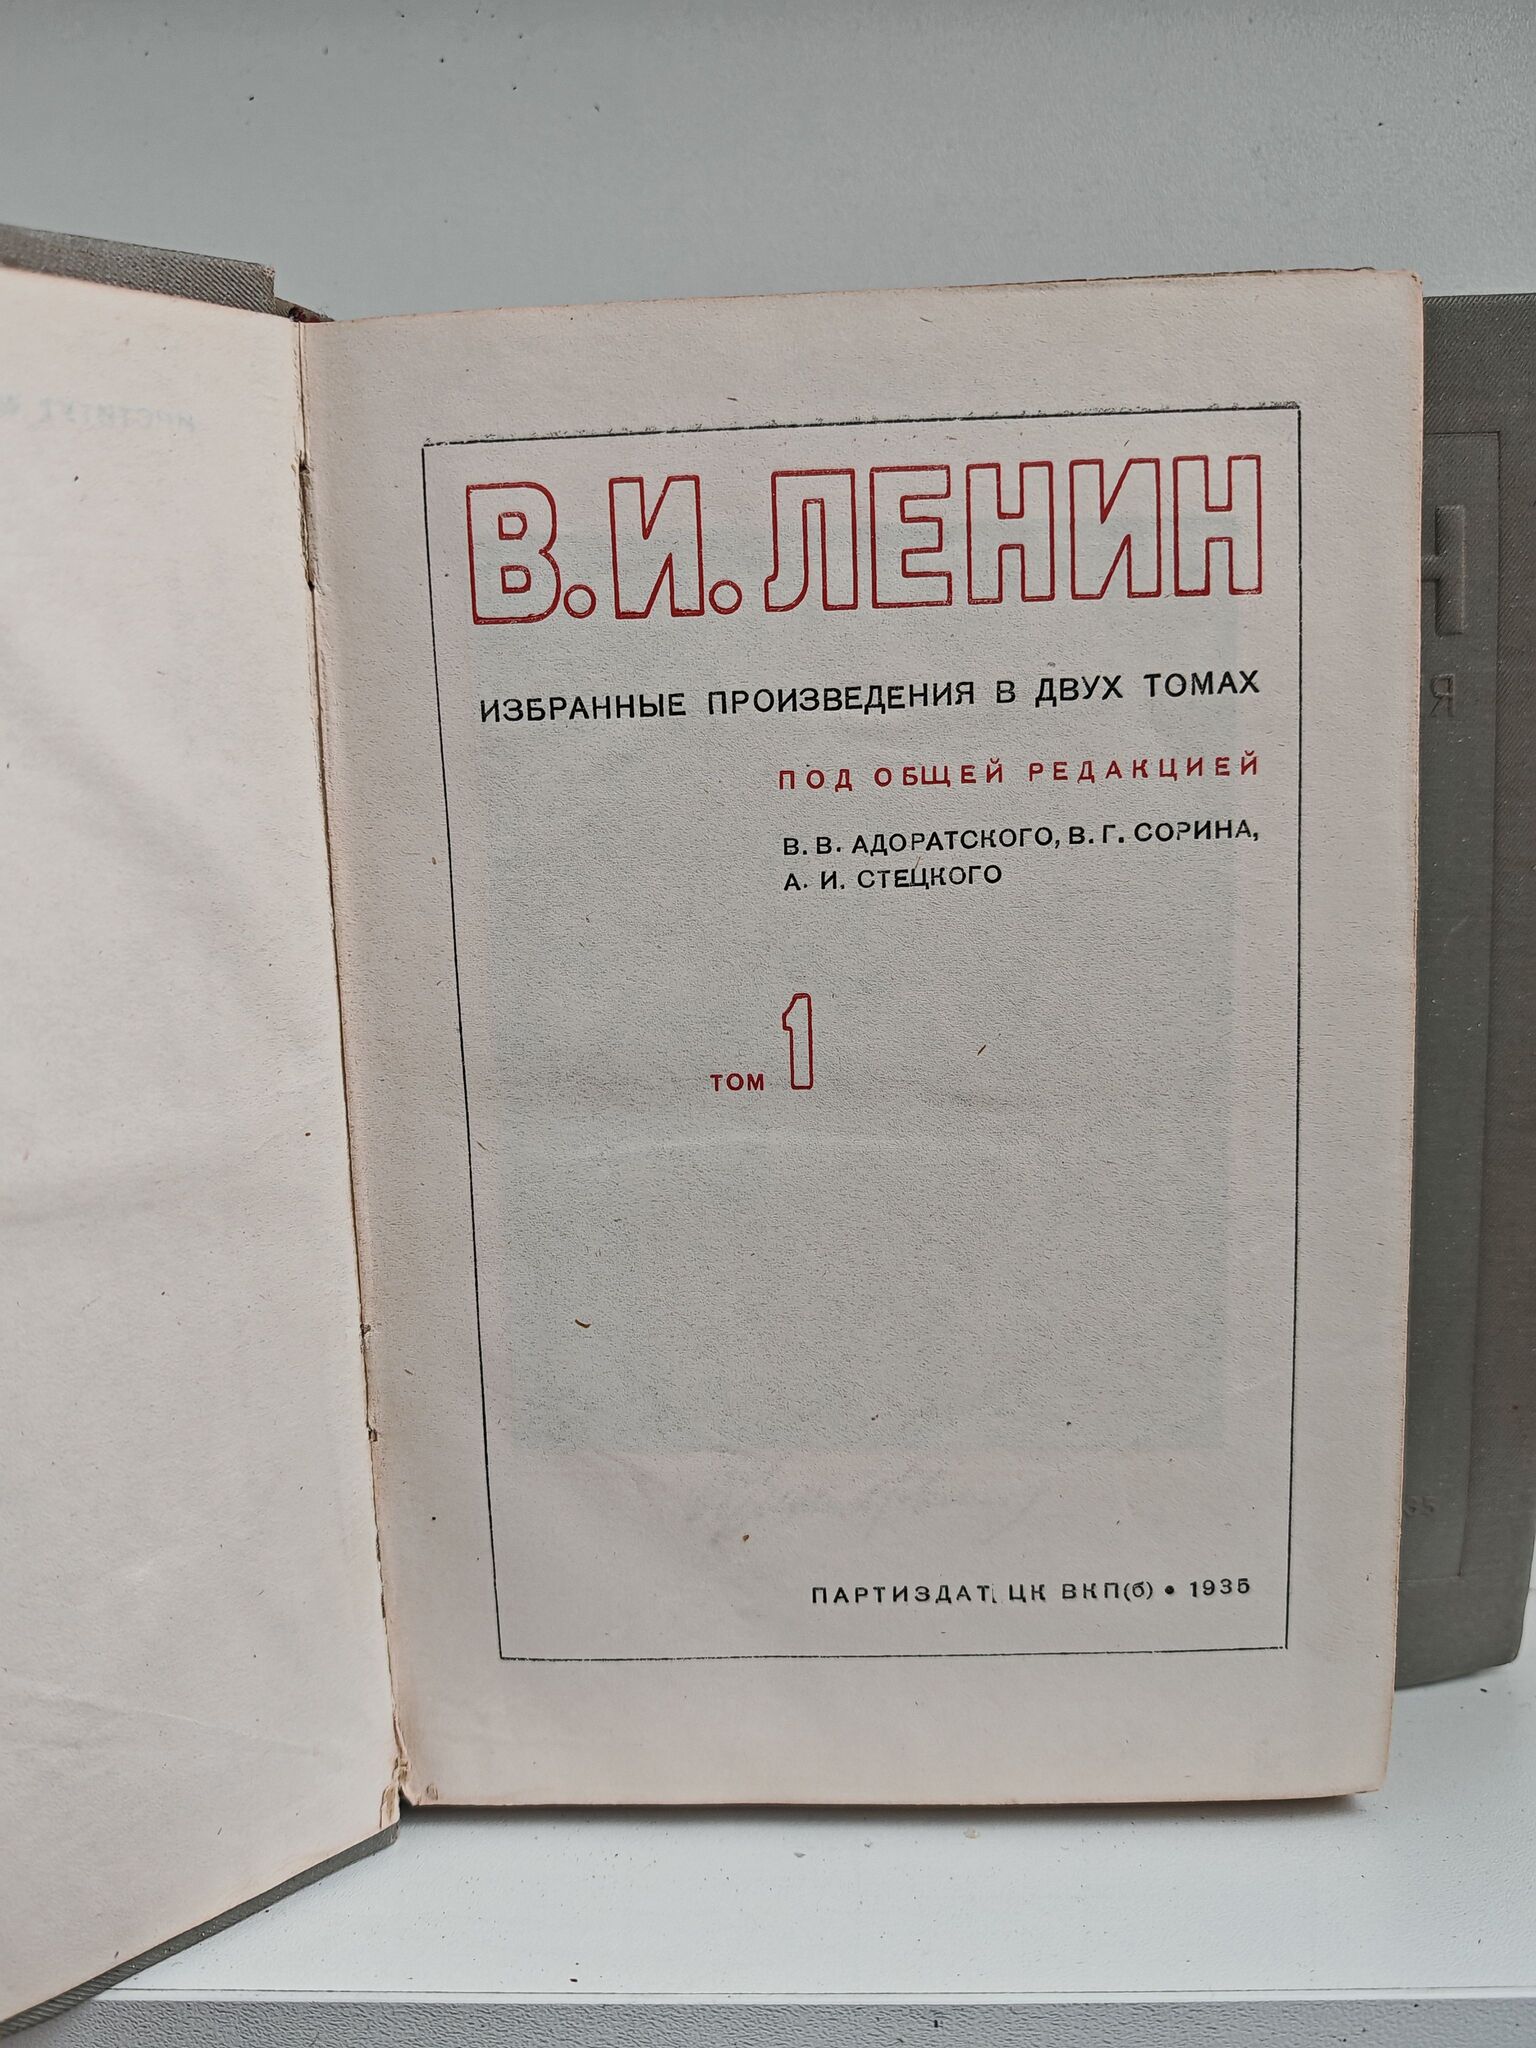 В. И. ЛЕНИН
ИЗБРАННЫЕ ПРОИЗВЕДЕНИЯ В ДВУХ ТОМАХ
ПОД ОБЩЕЙ РЕДАКЦИЕЙ
В. В. АДОРАТСКОГО, В. Г. СОРИНА,
А. И. СТЕЦКОГО
ТОМ 1
ПАРТИЗДАТ ЦК ВКП(б) • 1935
Н
Я